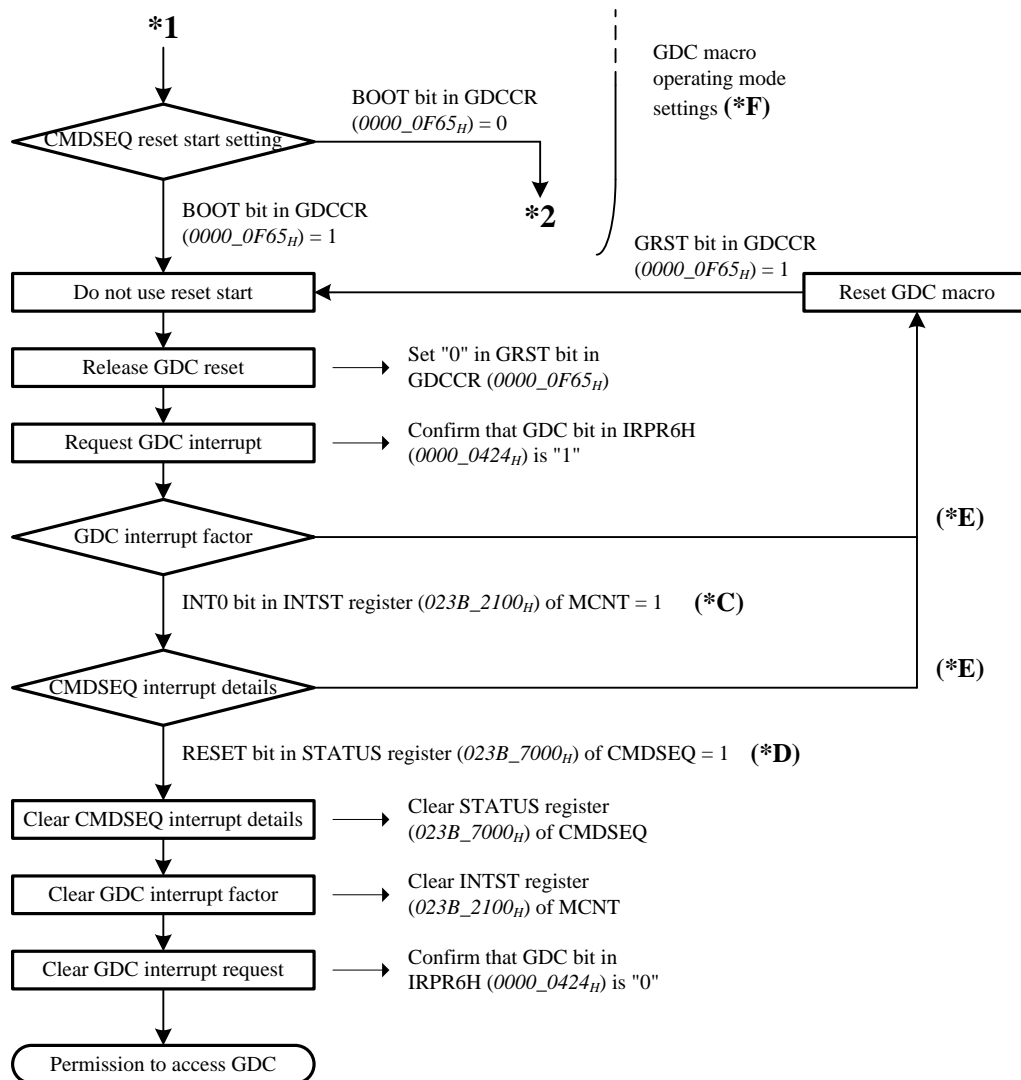 *1
GDC macro
operating mode
settings (*F)
BOOT bit in GDCCR
(0000_0F65H) = 0
CMDSEQ reset start setting
*2
BOOT bit in GDCCR
(0000_0F65H) = 1
GRST bit in GDCCR
(0000_0F65H) = 1
Do not use reset start
Reset GDC macro
Release GDC reset
Set "0" in GRST bit in
GDCCR (0000_0F65H)
Request GDC interrupt
Confirm that GDC bit in IRPR6H
(0000_0424H) is "1"
GDC interrupt factor
(*E)
INT0 bit in INTST register (023B_2100H) of MCNT = 1 (*C)
CMDSEQ interrupt details
(*E)
RESET bit in STATUS register (023B_7000H) of CMDSEQ = 1 (*D)
Clear CMDSEQ interrupt details
Clear STATUS register
(023B_7000H) of CMDSEQ
Clear GDC interrupt factor
Clear INTST register
(023B_2100H) of MCNT
Clear GDC interrupt request
Confirm that GDC bit in
IRPR6H (0000_0424H) is "0"
Permission to access GDC